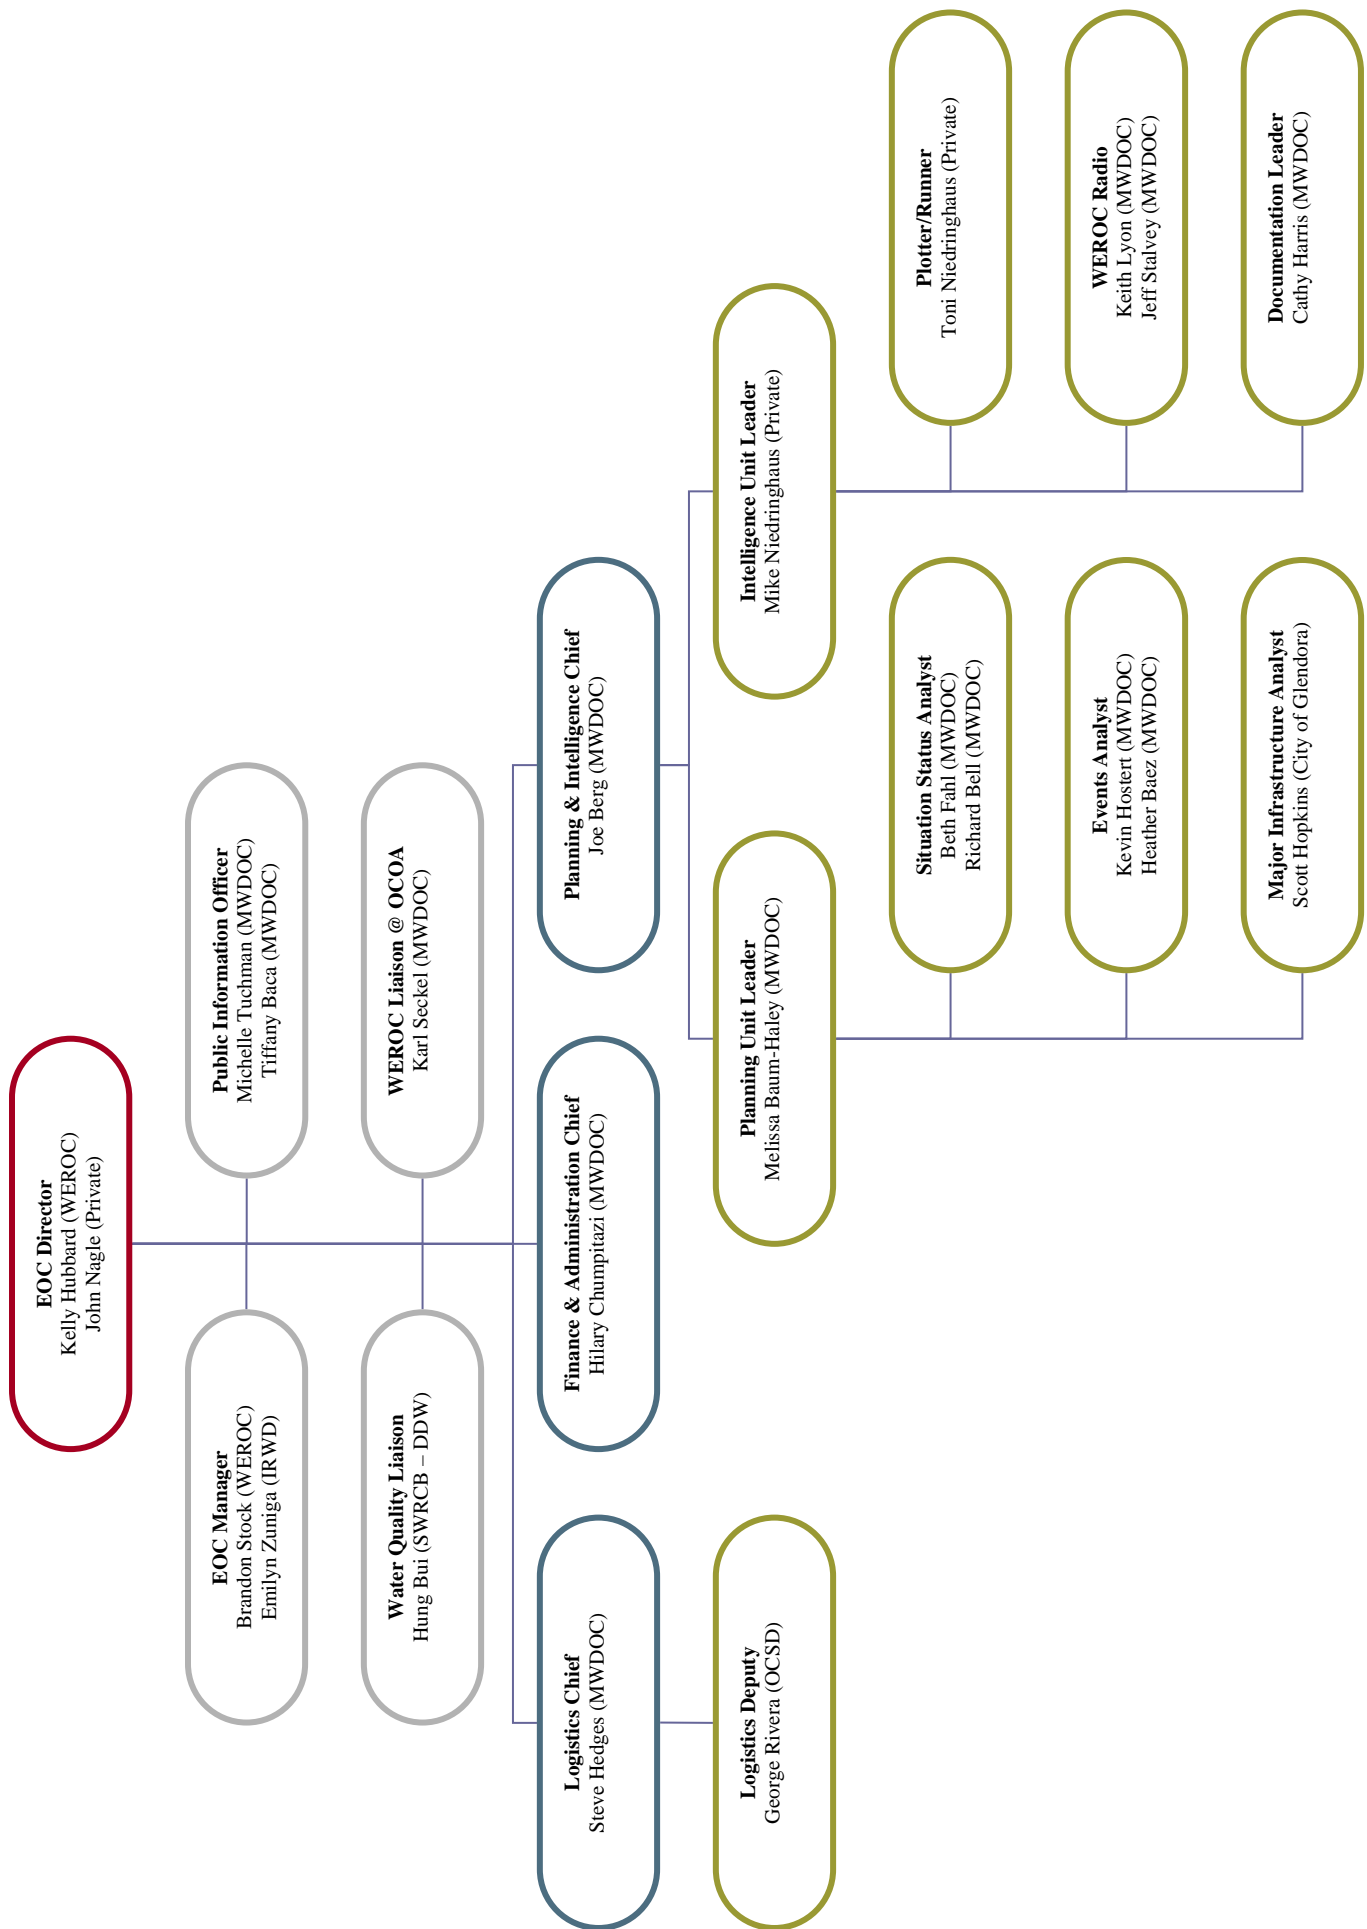 EOC Director
Kelly Hubbard (WEROC)
John Nagle (Private)
EOC Manager
Brandon Stock (WEROC)
Emilyn Zuniga (IRWD)
Public Information Officer
Michelle Tuchman (MWDOC)
Tiffany Baca (MWDOC)
Water Quality Liaison
Hung Bui (SWRCB – DDW)
WEROC Liaison @ OCOA
Karl Seckel (MWDOC)
Logistics Chief
Steve Hedges (MWDOC)
Finance & Administration Chief
Hilary Chumpitazi (MWDOC)
Planning & Intelligence Chief
Joe Berg (MWDOC)
Logistics Deputy
George Rivera (OCSD)
Planning Unit Leader
Melissa Baum-Haley (MWDOC)
Intelligence Unit Leader
Mike Niedringhaus (Private)
Situation Status Analyst
Beth Fahl (MWDOC)
Richard Bell (MWDOC)
Plotter/Runner
Toni Niedringhaus (Private)
Events Analyst
Kevin Hostert (MWDOC)
Heather Baez (MWDOC)
WEROC Radio
Keith Lyon (MWDOC)
Jeff Stalvey (MWDOC)
Major Infrastructure Analyst
Scott Hopkins (City of Glendora)
Documentation Leader
Cathy Harris (MWDOC)